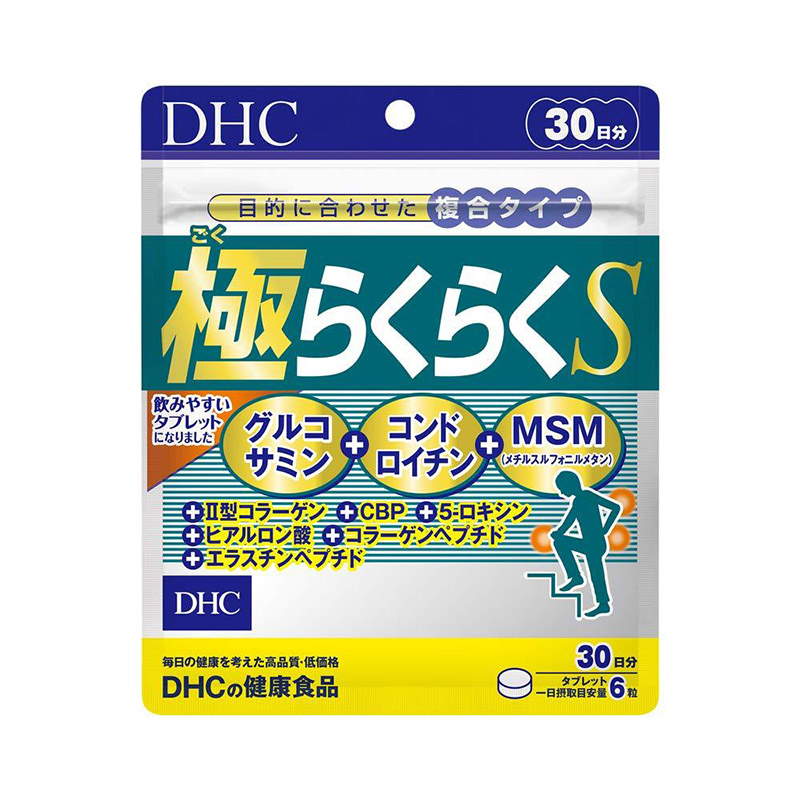 DHC
30日分
目的に合わせた 複合タイプ
ごく
極らくらくS
飲みやすい
タブレット
になりました
グルコ
サミン
+
コンド
ロイチン
+
MSM
(メチルスルフォニルメタン)
+II型コラーゲン +CBP +5-ロキシン
+ヒアルロン酸 +コラーゲンペプチド
+エラスチンペプチド
DHC
毎日の健康を考えた高品質・低価格
DHCの健康食品
30日分
タブレット
一日摂取目安量6粒